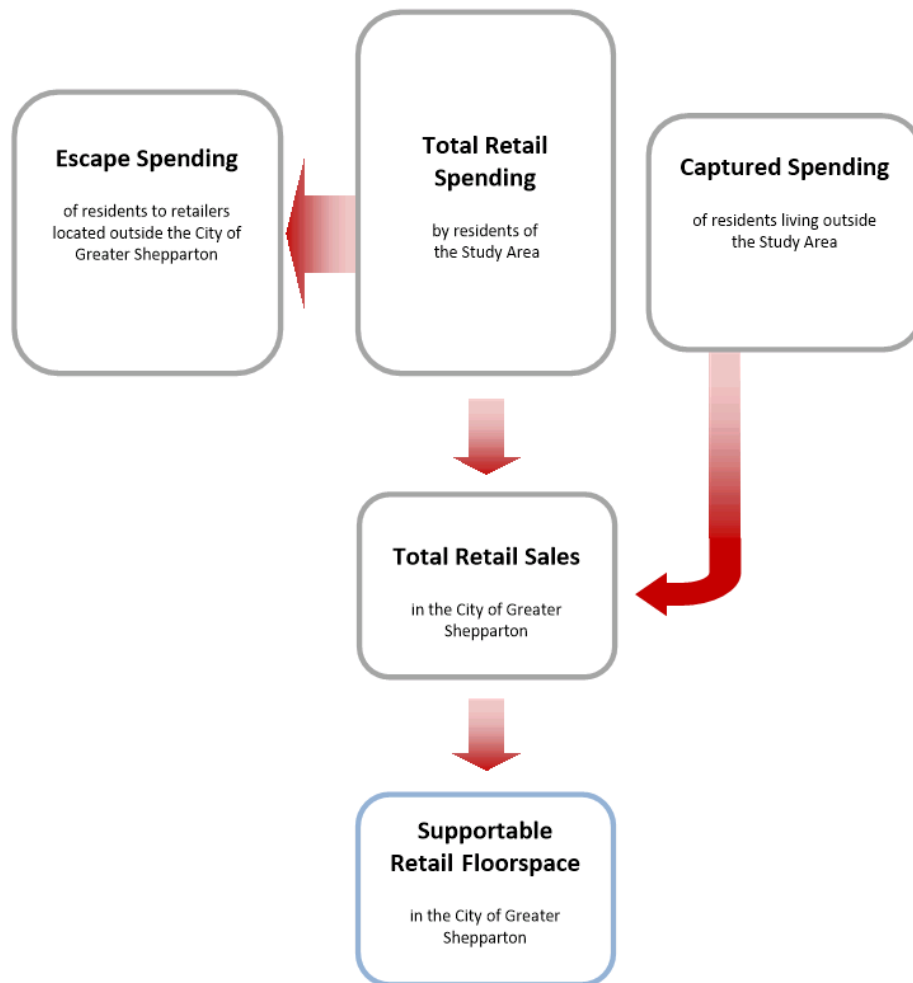 Escape Spending
of residents to retailers
located outside the City of
Greater Shepparton
Total Retail
Spending
by residents of
the Study Area
Captured Spending
of residents living outside
the Study Area
Total Retail Sales
in the City of Greater
Shepparton
Supportable
Retail Floorspace
in the City of Greater
Shepparton